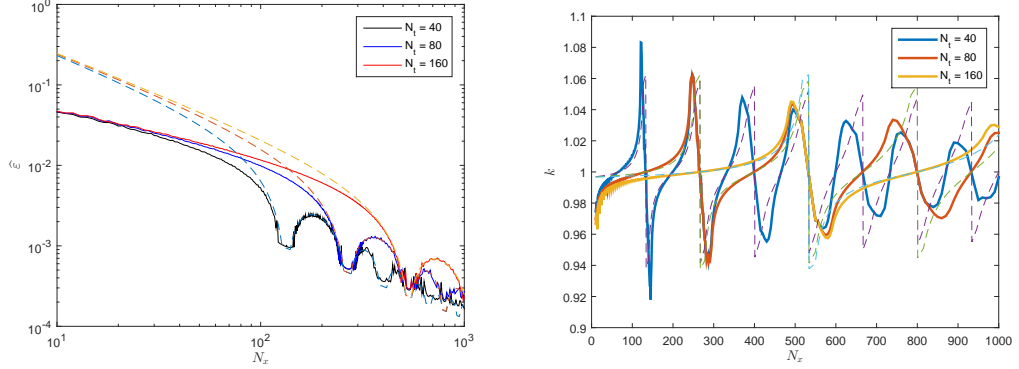 10^0
10^{-1}
10^{-2}
10^{-3}
10^{-4}
ε̂
10^1
10^2
10^3
N_x
N_t = 40
N_t = 80
N_t = 160
1.1
1.08
1.06
1.04
1.02
1
0.98
0.96
0.94
0.92
0.9
k
0 100 200 300 400 500 600 700 800 900 1000
N_x
N_t = 40
N_t = 80
N_t = 160